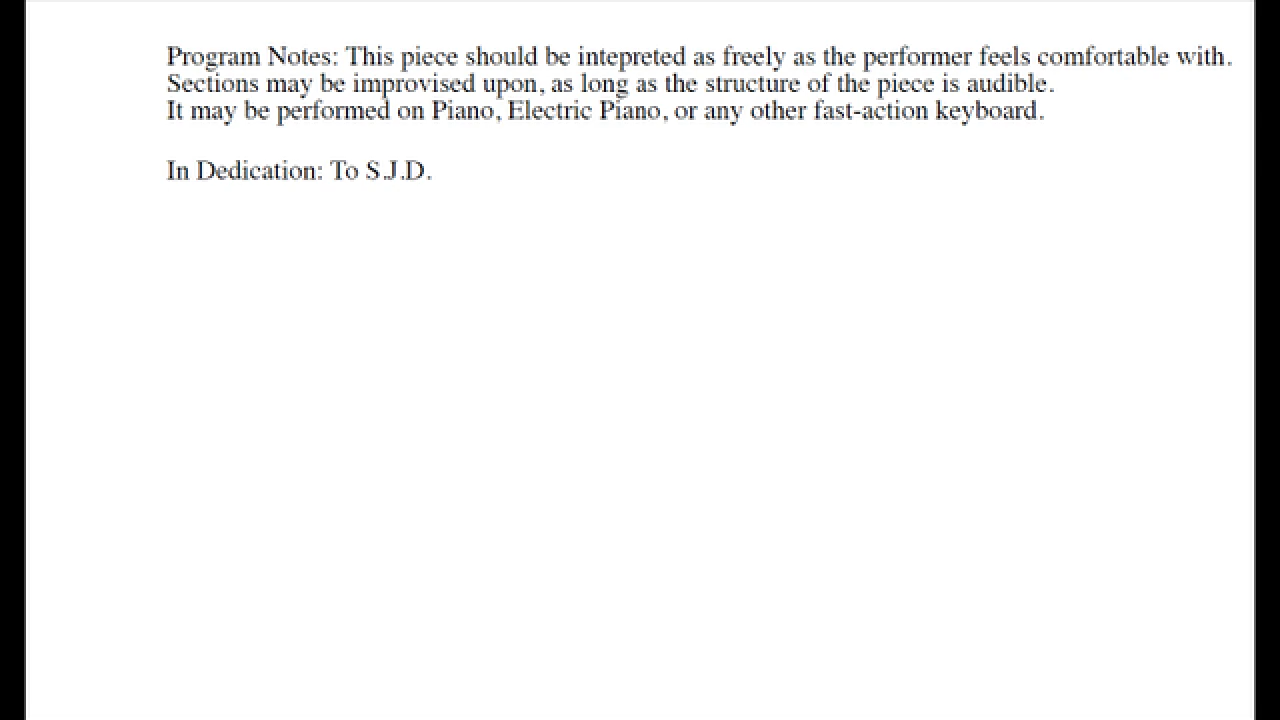 Program Notes: This piece should be intepreted as freely as the performer feels comfortable with.
Sections may be improvised upon, as long as the structure of the piece is audible.
It may be performed on Piano, Electric Piano, or any other fast-action keyboard.
In Dedication: To S.J.D.